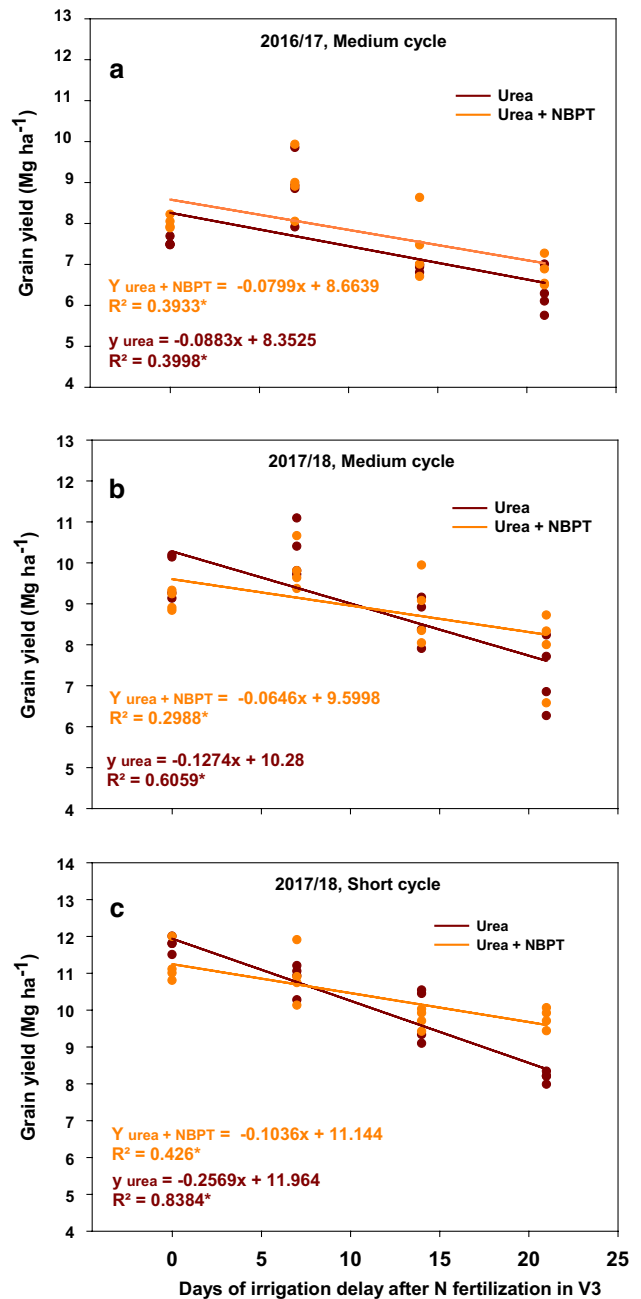 13
2016/17, Medium cycle
12
a
11
Urea
Urea + NBPT
10
9
8
7
6
5
4
Grain yield (Mg ha⁻¹)
Y urea + NBPT = -0.0799x + 8.6639
R² = 0.3933*
y urea = -0.0883x + 8.3525
R² = 0.3998*
13
2017/18, Medium cycle
12
b
11
Urea
Urea + NBPT
10
9
8
7
6
5
4
Grain yield (Mg ha⁻¹)
Y urea + NBPT = -0.0646x + 9.5998
R² = 0.2988*
y urea = -0.1274x + 10.28
R² = 0.6059*
14
2017/18, Short cycle
13
c
12
Urea
Urea + NBPT
11
10
9
8
7
6
5
4
Grain yield (Mg ha⁻¹)
Y urea + NBPT = -0.1036x + 11.144
R² = 0.426*
y urea = -0.2569x + 11.964
R² = 0.8384*
0 5 10 15 20 25
Days of irrigation delay after N fertilization in V3